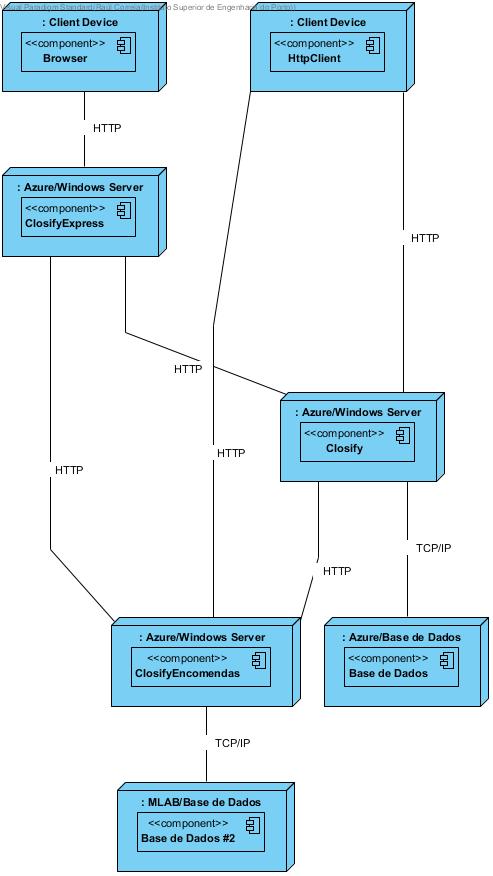 Visual Paradigm Standard(Raúl Correia(Instituto Superior de Engenharia do Porto))
: Client Device
<<component>>
Browser
: Client Device
<<component>>
HttpClient
HTTP
: Azure/Windows Server
<<component>>
ClosifyExpress
HTTP
HTTP
: Azure/Windows Server
<<component>>
Closify
HTTP
HTTP
TCP/IP
HTTP
: Azure/Windows Server
<<component>>
ClosifyEncomendas
: Azure/Base de Dados
<<component>>
Base de Dados
TCP/IP
: MLAB/Base de Dados
<<component>>
Base de Dados #2